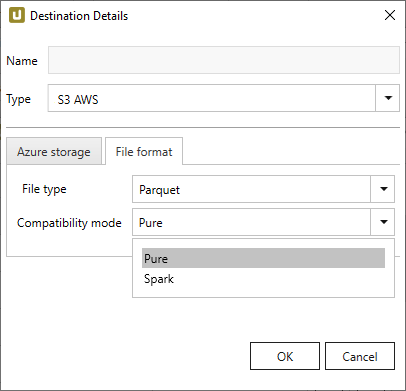 Destination Details
Name
Type S3 AWS
Azure storage File format
File type Parquet
Compatibility mode Pure
Pure
Spark
OK Cancel